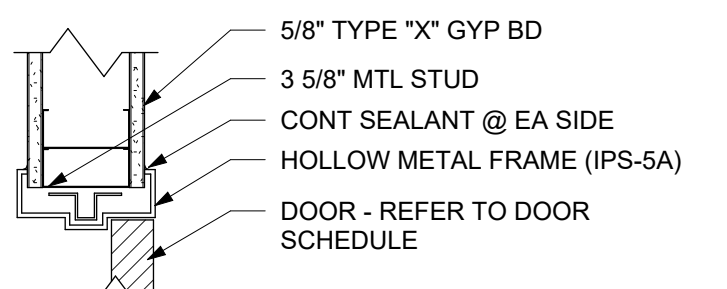 5/8" TYPE "X" GYP BD
3 5/8" MTL STUD
CONT SEALANT @ EA SIDE
HOLLOW METAL FRAME (IPS-5A)
DOOR - REFER TO DOOR
SCHEDULE